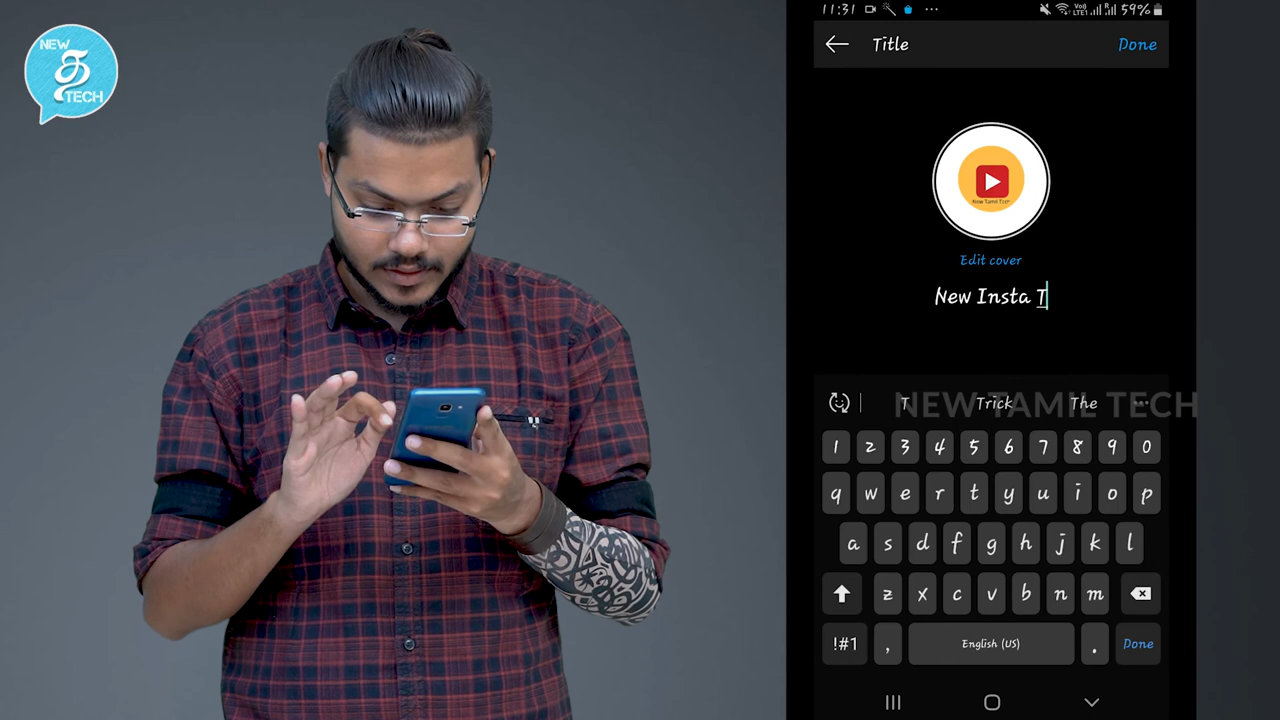 NEW
த
TECH
11:31
59%
Title
Done
New Tamil Tech
Edit cover
New Insta T
T
Trick
The
NEW TAMIL TECH
1 2 3 4 5 6 7 8 9 0
q w e r t y u i o p
a s d f g h j k l
z x c v b n m
!#1 , English (US) . Done